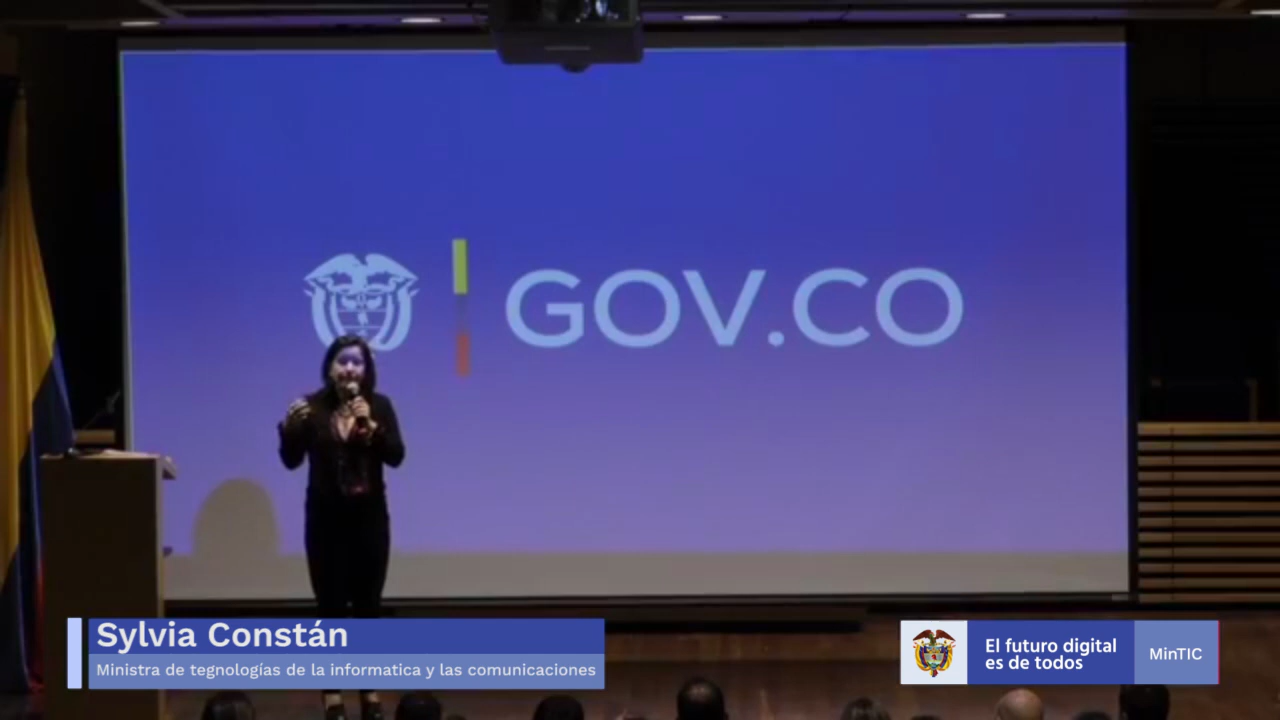 GOV.CO
Sylvia Constán
Ministra de tegnologías de la informatica y las comunicaciones
El futuro digital
es de todos
MinTIC